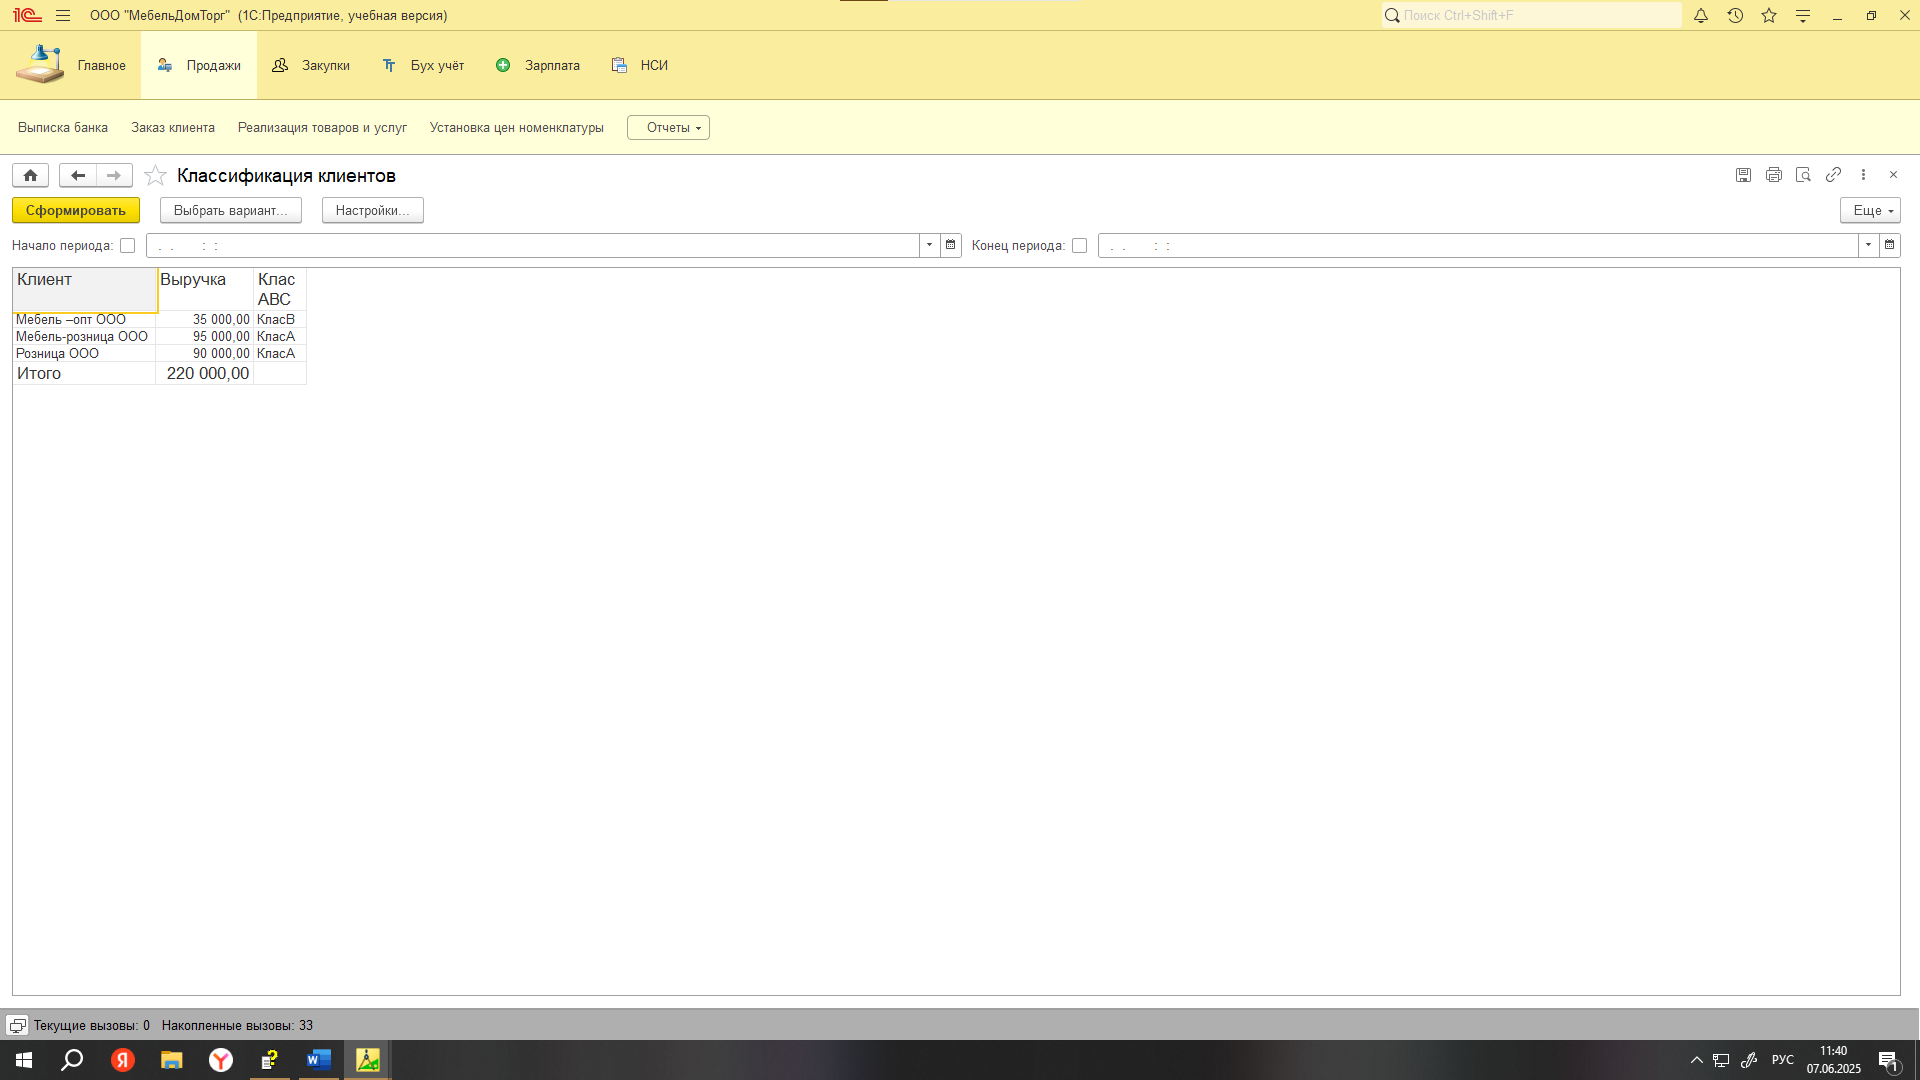 1С ООО "МебельДомТорг" (1С:Предприятие, учебная версия) Поиск Ctrl+Shift+F
Главное Продажи Закупки Бух учёт Зарплата НСИ
Выписка банка Заказ клиента Реализация товаров и услуг Установка цен номенклатуры Отчеты
Классификация клиентов
Сформировать Выбрать вариант... Настройки... Еще
Начало периода: . . : : Конец периода: . . : :
Клиент Выручка Клас
ABC
Мебель –опт ООО 35 000,00 КласB
Мебель-розница ООО 95 000,00 КласA
Розница ООО 90 000,00 КласA
Итого 220 000,00
Текущие вызовы: 0 Накопленные вызовы: 33
Я Y W РУС 11:40
07.06.2025 1